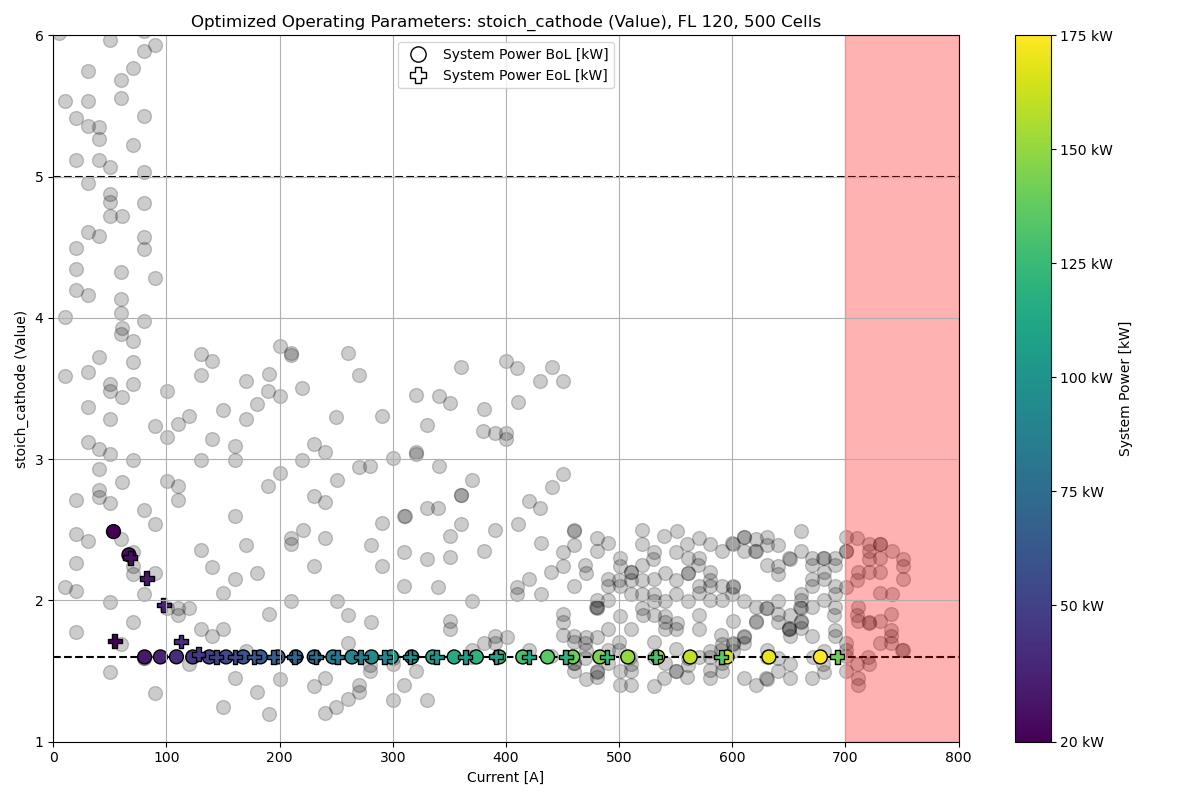 Optimized Operating Parameters: stoich_cathode (Value), FL 120, 500 Cells
System Power BoL [kW]
System Power EoL [kW]
stoich_cathode (Value)
6
5
4
3
2
1
0
100
200
300
400
500
600
700
800
Current [A]
175 kW
150 kW
125 kW
100 kW
75 kW
50 kW
20 kW
System Power [kW]